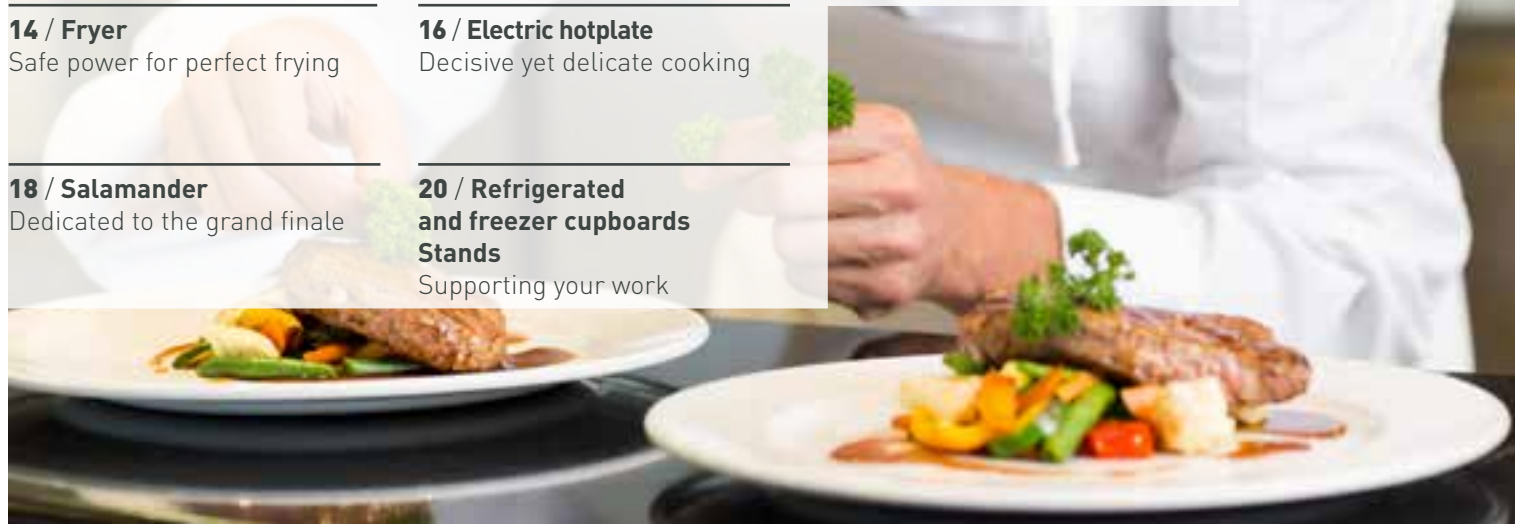 14 / Fryer
Safe power for perfect frying
16 / Electric hotplate
Decisive yet delicate cooking
18 / Salamander
Dedicated to the grand finale
20 / Refrigerated
and freezer cupboards
Stands
Supporting your work